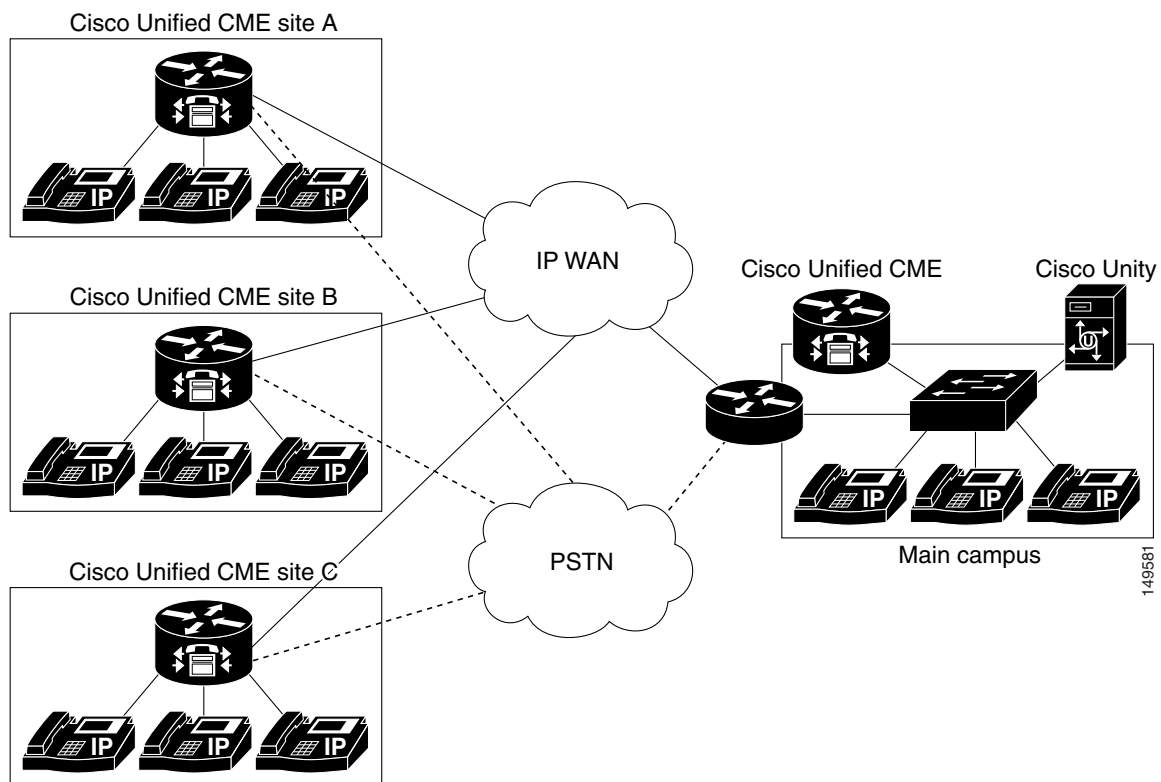 Cisco Unified CME site A
IP IP IP
IP WAN
Cisco Unified CME
Cisco Unity
Cisco Unified CME site B
IP IP IP
U
IP IP IP
Main campus
PSTN
Cisco Unified CME site C
IP IP IP
149581